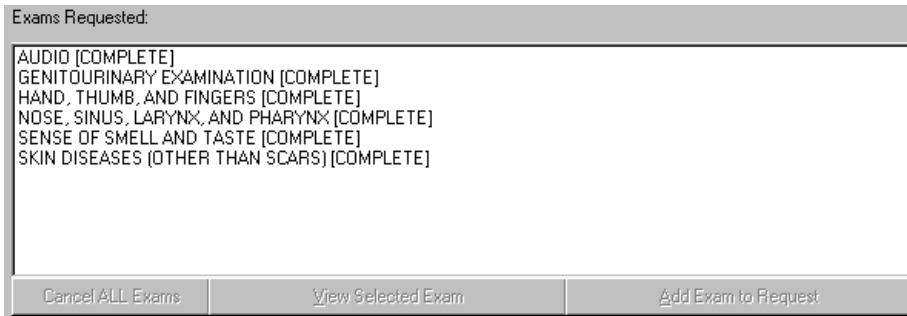 Exams Requested:
AUDIO [COMPLETE]
GENITOURINARY EXAMINATION [COMPLETE]
HAND, THUMB, AND FINGERS [COMPLETE]
NOSE, SINUS, LARYNX, AND PHARYNX [COMPLETE]
SENSE OF SMELL AND TASTE [COMPLETE]
SKIN DISEASES (OTHER THAN SCARS) [COMPLETE]
Cancel ALL Exams View Selected Exam Add Exam to Request